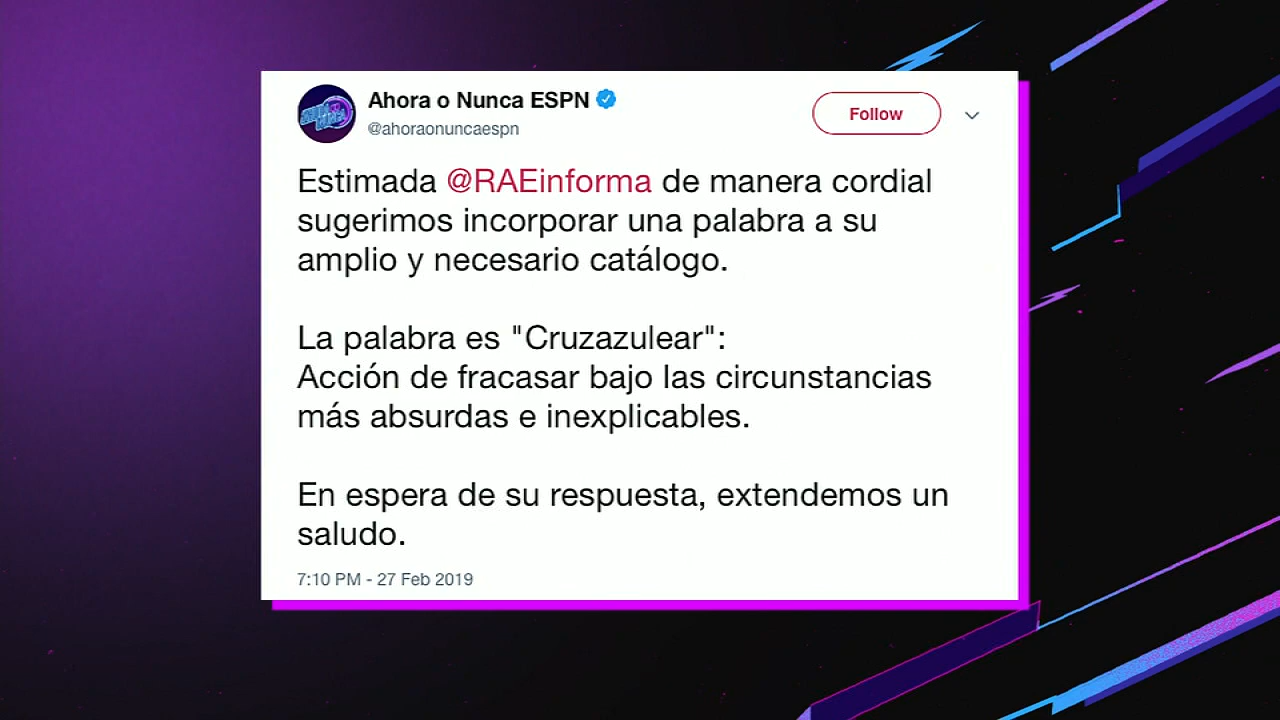 Ahora o Nunca ESPN
@ahoraonuncaespn
Follow
Estimada @RAEinforma de manera cordial
sugerimos incorporar una palabra a su
amplio y necesario catálogo.
La palabra es "Cruzazulear":
Acción de fracasar bajo las circunstancias
más absurdas e inexplicables.
En espera de su respuesta, extendemos un
saludo.
7:10 PM - 27 Feb 2019